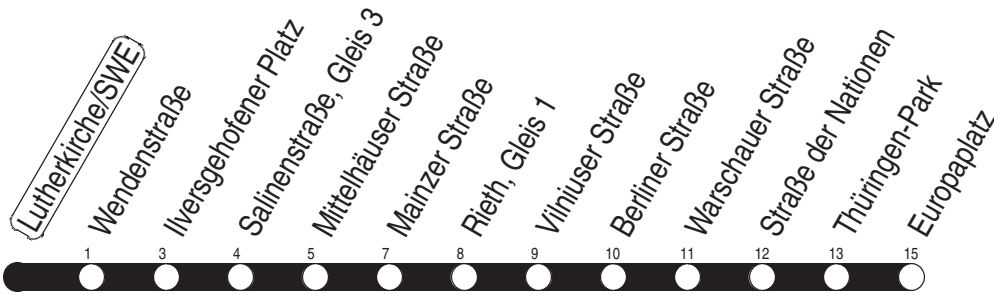 Lutherkirche/SWE
Wendenstraße
Ilversgehofener Platz
Salinenstraße, Gleis 3
Mittelhäuser Straße
Mainzer Straße
Rieth, Gleis 1
Vilniuser Straße
Berliner Straße
Warschauer Straße
Straße der Nationen
Thüringen-Park
Europaplatz
1 3 4 5 7 8 9 10 11 12 13 15